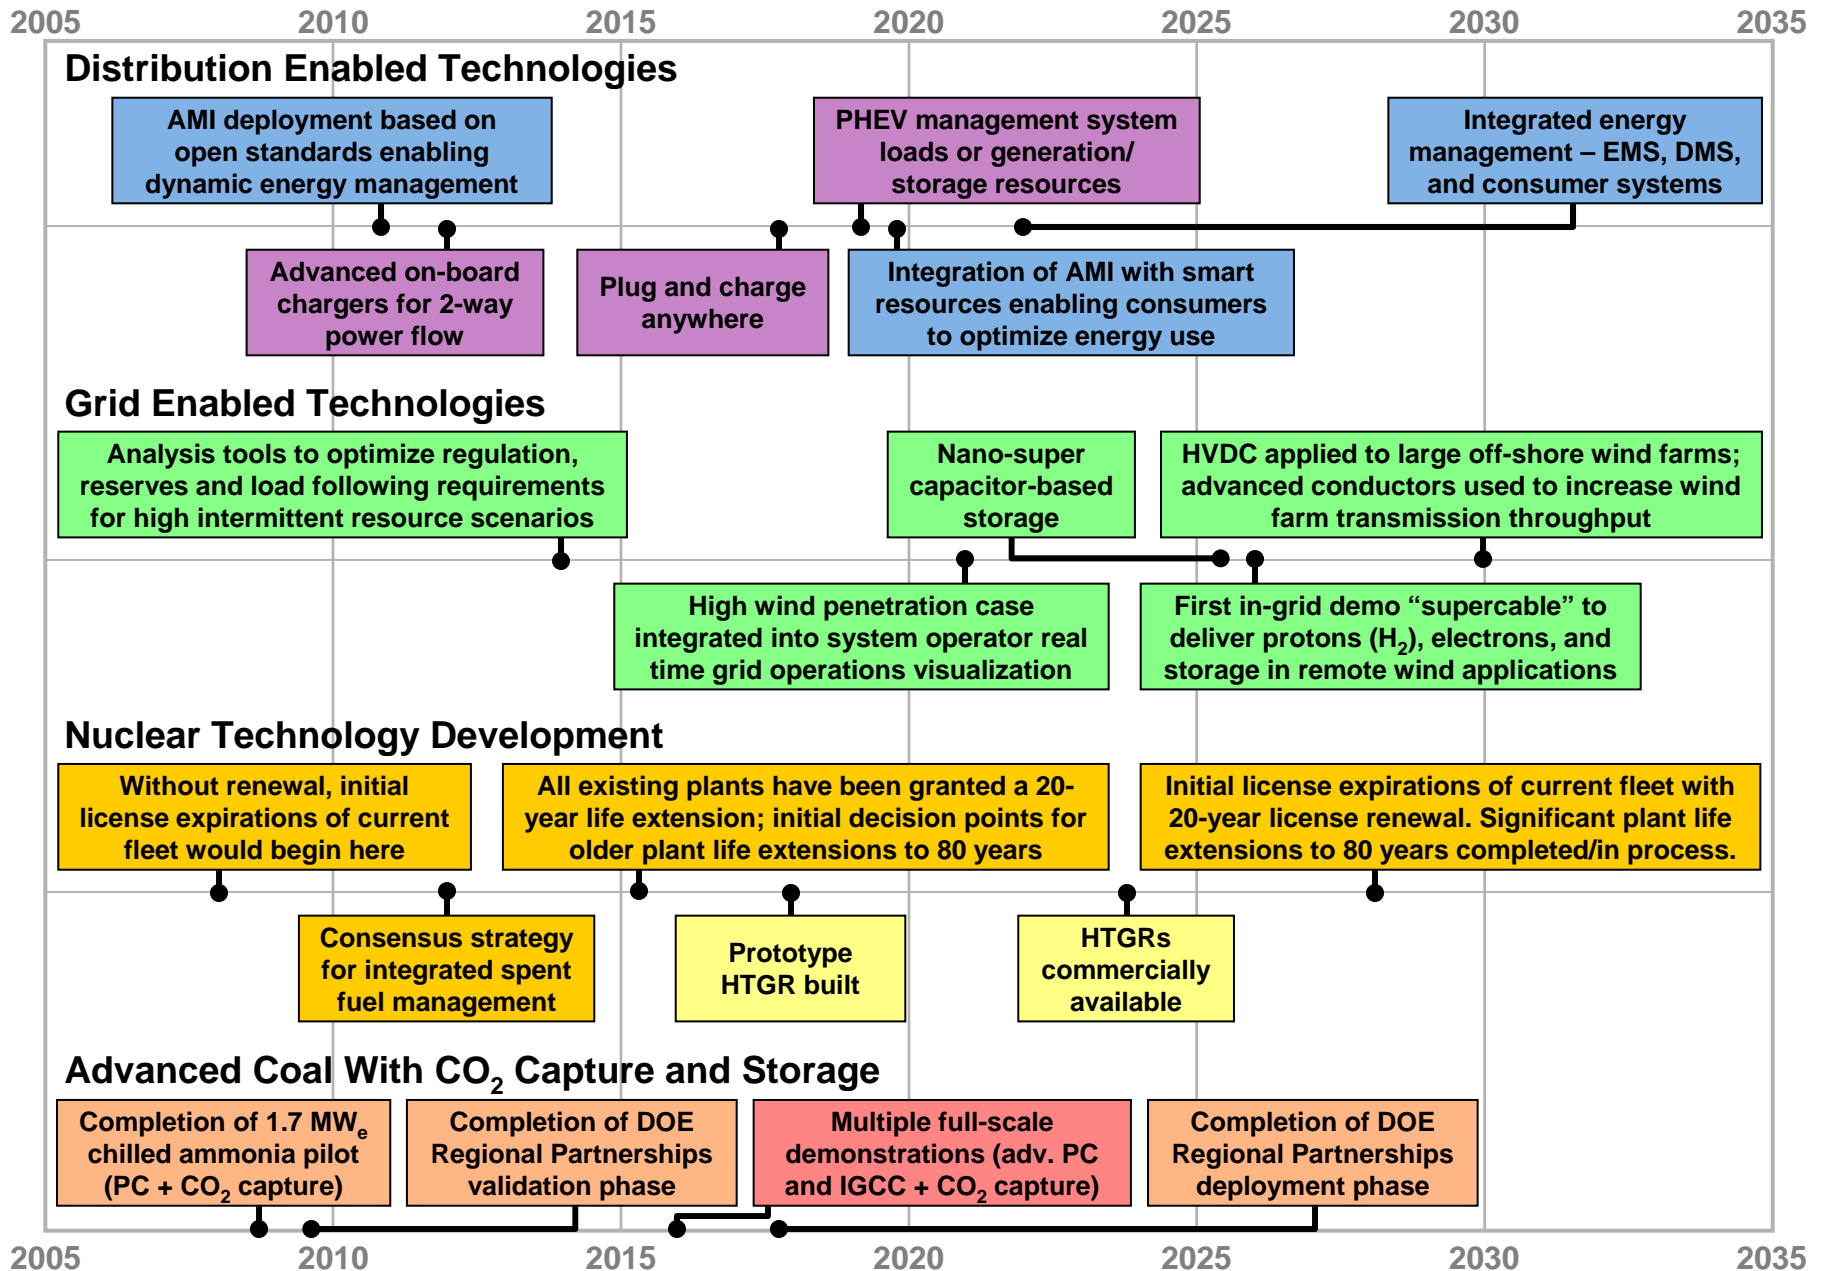 2005 2010 2015 2020 2025 2030 2035
Distribution Enabled Technologies
AMI deployment based on
open standards enabling
dynamic energy management
PHEV management system
loads or generation/
storage resources
Integrated energy
management – EMS, DMS,
and consumer systems
Advanced on-board
chargers for 2-way
power flow
Plug and charge
anywhere
Integration of AMI with smart
resources enabling consumers
to optimize energy use
Grid Enabled Technologies
Analysis tools to optimize regulation,
reserves and load following requirements
for high intermittent resource scenarios
Nano-super
capacitor-based
storage
HVDC applied to large off-shore wind farms;
advanced conductors used to increase wind
farm transmission throughput
High wind penetration case
integrated into system operator real
time grid operations visualization
First in-grid demo “supercable” to
deliver protons (H₂), electrons, and
storage in remote wind applications
Nuclear Technology Development
Without renewal, initial
license expirations of current
fleet would begin here
All existing plants have been granted a 20-
year life extension; initial decision points for
older plant life extensions to 80 years
Initial license expirations of current fleet with
20-year license renewal. Significant plant life
extensions to 80 years completed/in process.
Consensus strategy
for integrated spent
fuel management
Prototype
HTGR built
HTGRs
commercially
available
Advanced Coal With CO₂ Capture and Storage
Completion of 1.7 MWₑ
chilled ammonia pilot
(PC + CO₂ capture)
Completion of DOE
Regional Partnerships
validation phase
Multiple full-scale
demonstrations (adv. PC
and IGCC + CO₂ capture)
Completion of DOE
Regional Partnerships
deployment phase
2005 2010 2015 2020 2025 2030 2035